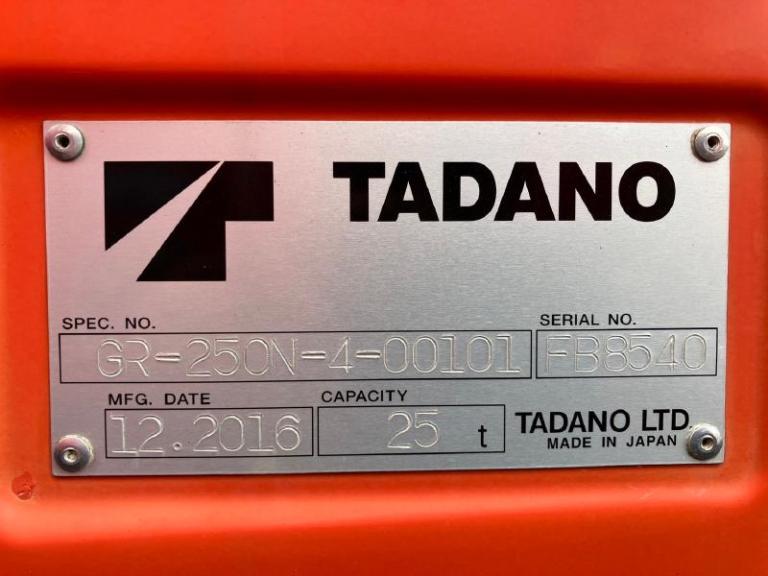 TADANO
SPEC. NO.
SERIAL NO.
GR-250N-4-00101
FB8540
MFG. DATE
CAPACITY
12.2016
25 t
TADANO LTD.
MADE IN JAPAN